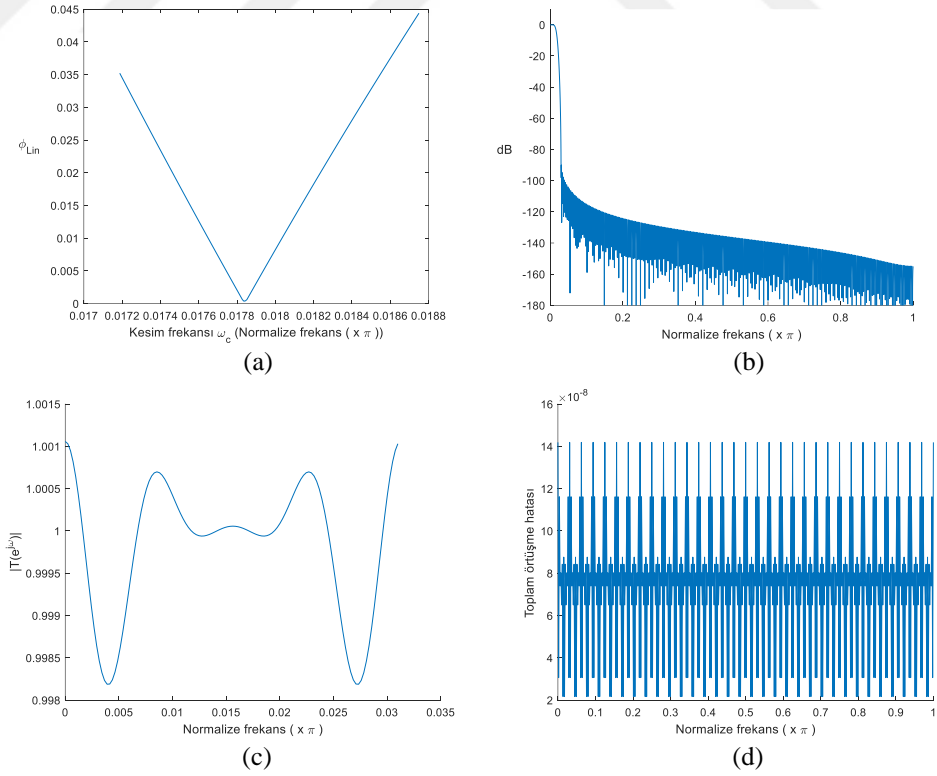 0.045
0.04
0.035
0.03
0.025
0.02
0.015
0.01
0.005
0
ϕ_Lin
0.017 0.0172 0.0174 0.0176 0.0178 0.018 0.0182 0.0184 0.0186 0.0188
Kesim frekansı ω_c (Normalize frekans ( x π ))
(a)
0
-20
-40
-60
-80
-100
-120
-140
-160
-180
dB
0 0.2 0.4 0.6 0.8 1
Normalize frekans ( x π )
(b)
1.0015
1.001
1.0005
1
0.9995
0.999
0.9985
0.998
|T(e^{jω})|
0 0.005 0.01 0.015 0.02 0.025 0.03 0.035
Normalize frekans ( x π )
(c)
×10^-8
16
14
12
10
8
6
4
2
Toplam örtüşme hatası
0 0.1 0.2 0.3 0.4 0.5 0.6 0.7 0.8 0.9 1
Normalize frekans ( x π )
(d)